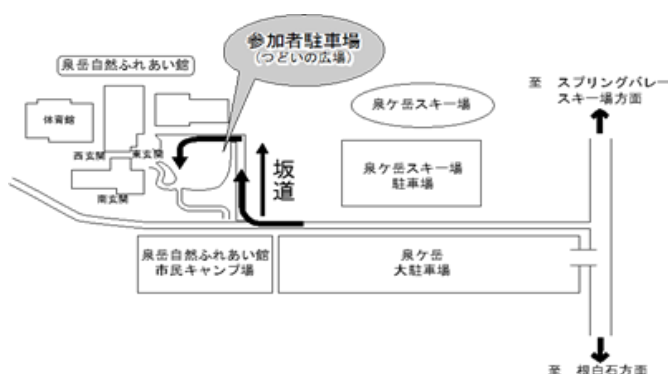 参加者駐車場
(つどいの広場)
泉岳自然ふれあい館
体育館
西玄関
東玄関
南玄関
坂道
泉ケ岳スキー場
泉ケ岳スキー場
駐車場
至 スプリングバレー
スキー場方面
泉岳自然ふれあい館
市民キャンプ場
泉ケ岳
大駐車場
至 根白石方面